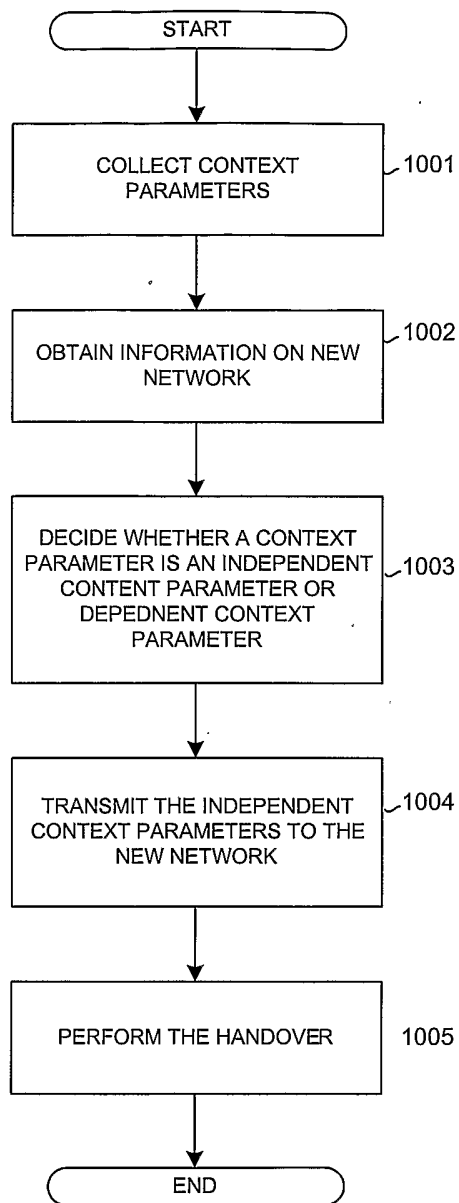 START
COLLECT CONTEXT
PARAMETERS
1001
OBTAIN INFORMATION ON NEW
NETWORK
1002
DECIDE WHETHER A CONTEXT
PARAMETER IS AN INDEPENDENT
CONTENT PARAMETER OR
DEPEDNENT CONTEXT
PARAMETER
1003
TRANSMIT THE INDEPENDENT
CONTEXT PARAMETERS TO THE
NEW NETWORK
1004
PERFORM THE HANDOVER
1005
END